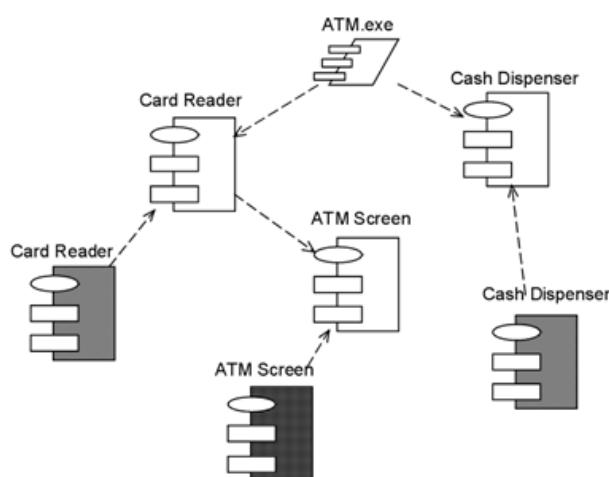 ATM.exe
Cash Dispenser
Card Reader
ATM Screen
Card Reader
Cash Dispenser
ATM Screen